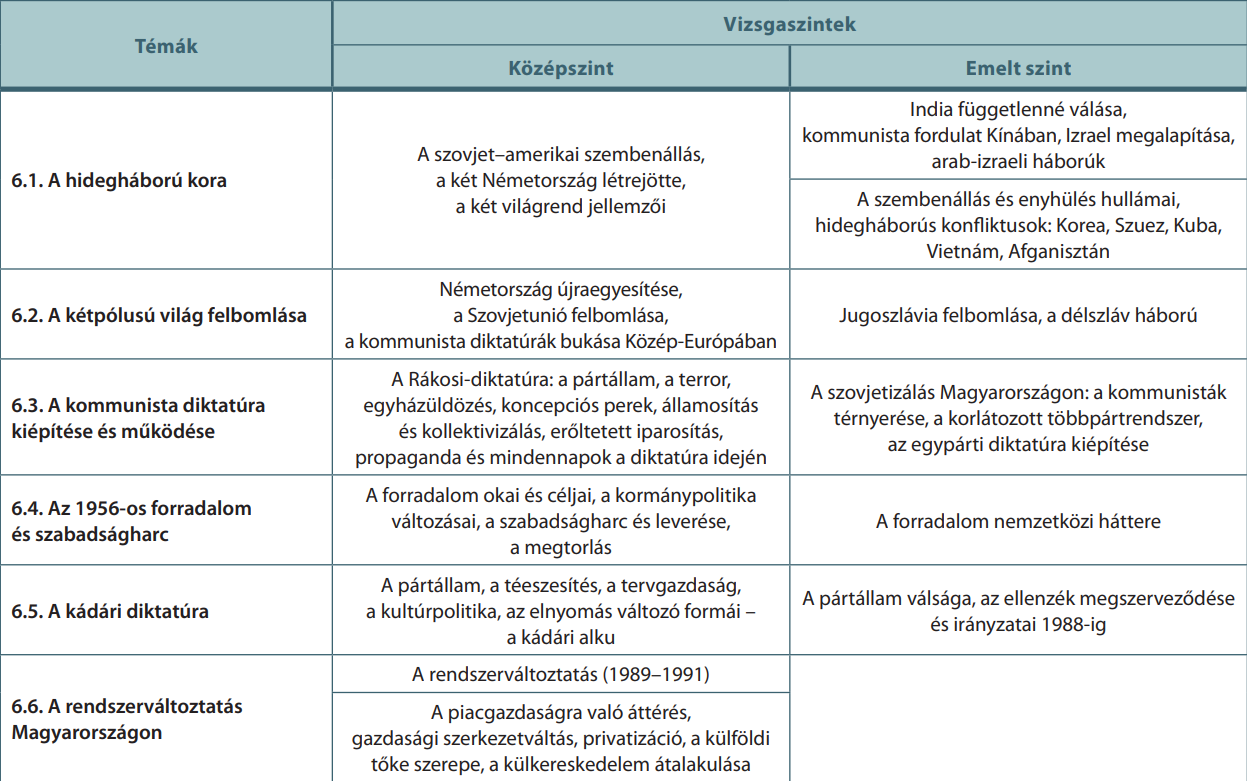 Témák
Vizsgaszintek
Középszint
Emelt szint
6.1. A hidegháború kora
A szovjet–amerikai szembenállás,
a két Németország létrejötte,
a két világrend jellemzői
India függetlenné válása,
kommunista fordulat Kínában, Izrael megalapítása,
arab-izraeli háborúk
A szembenállás és enyhülés hullámai,
hidegháborús konfliktusok: Korea, Szuez, Kuba,
Vietnám, Afganisztán
6.2. A kétpólusú világ felbomlása
Németország újraegyesítése,
a Szovjetunió felbomlása,
a kommunista diktatúrák bukása Közép-Európában
Jugoszlávia felbomlása, a délszláv háború
6.3. A kommunista diktatúra
kiépítése és működése
A Rákosi-diktatúra: a pártállam, a terror,
egyházüldözés, koncepciós perek, államosítás
és kollektivizálás, erőltetett iparosítás,
propaganda és mindennapok a diktatúra idején
A szovjetizálás Magyarországon: a kommunisták
térnyerése, a korlátozott többpártrendszer,
az egypárti diktatúra kiépítése
6.4. Az 1956-os forradalom
és szabadságharc
A forradalom okai és céljai, a kormánypolitika
változásai, a szabadságharc és leverése,
a megtorlás
A forradalom nemzetközi háttere
6.5. A kádári diktatúra
A pártállam, a téeszesítés, a tervgazdaság,
a kultúrpolitika, az elnyomás változó formái –
a kádári alku
A pártállam válsága, az ellenzék megszerveződése
és irányzatai 1988-ig
6.6. A rendszerváltoztatás
Magyarországon
A rendszerváltoztatás (1989–1991)
A piacgazdaságra való áttérés,
gazdasági szerkezetváltás, privatizáció, a külföldi
tőke szerepe, a külkereskedelem átalakulása